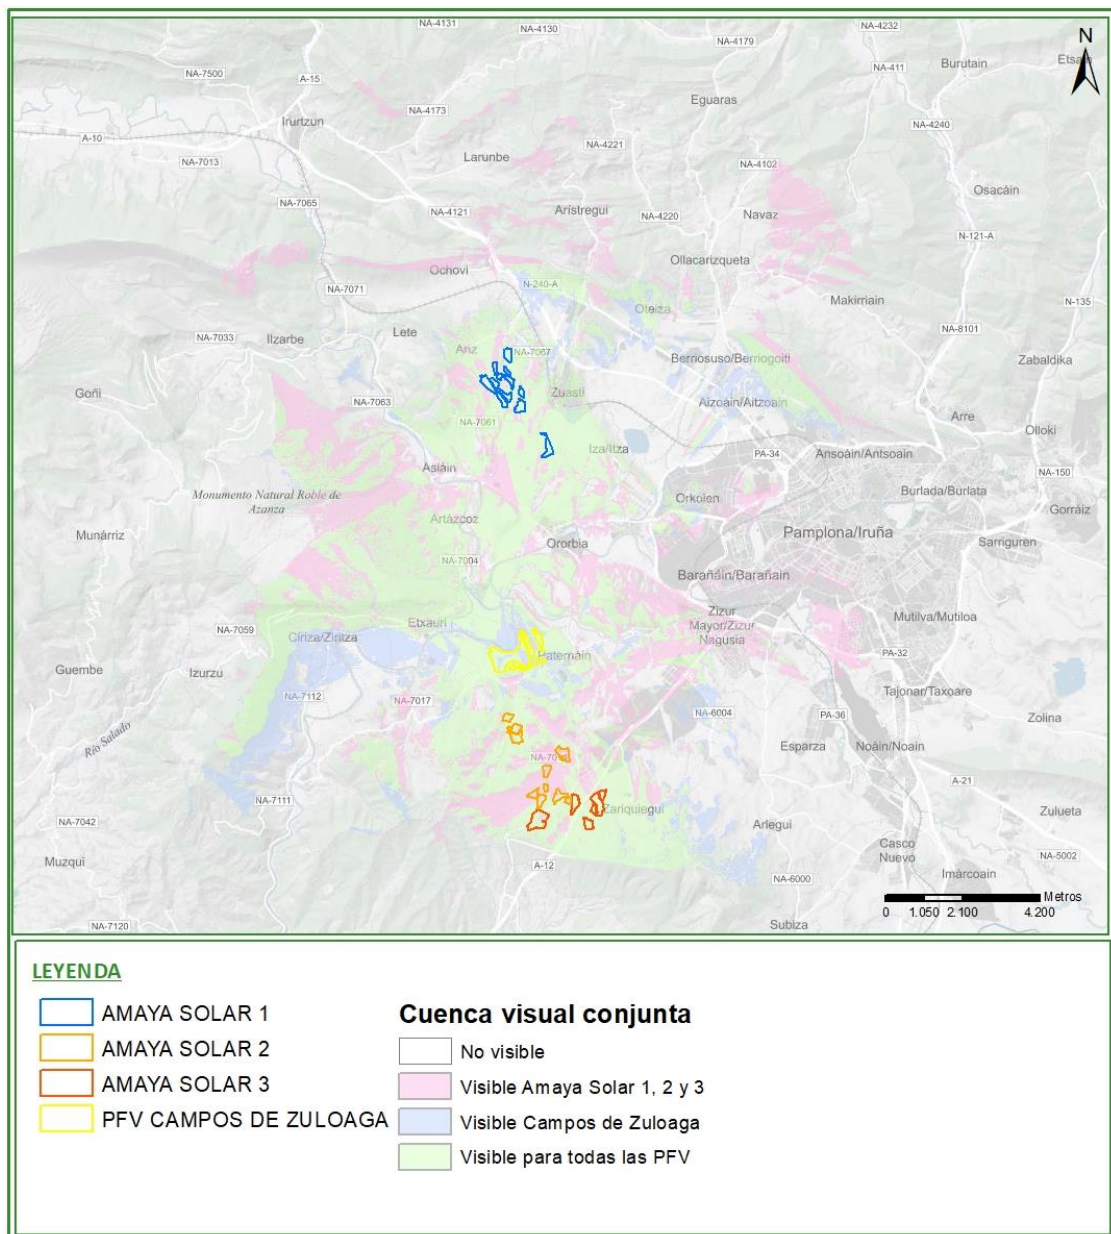 NA-4131
NA-4130
NA-4232
N
NA-4179
NA-411
Burutain
NA-7500
A-15
Eguaras
NA-4173
Irurtzun
NA-4240
A-10
NA-7013
Larunbe
NA-4221
NA-4102
Osacáin
NA-7065
NA-4121
Arístregui
NA-4220
Navaz
N-121-A
Ochovi
Ollacarizqueta
NA-7071
N-240-A
Makirriain
N-135
Oteiza
NA-7033
Ilzarbe
Lete
Ariz
NA-7067
NA-8101
Berriosuso/Berriogoiti
Zabaldika
Goñi
NA-7063
Zuasti
Aizoáin/Aitzoain
Arre
NA-7061
Olloki
Iza/Itza
PA-34
Ansoáin/Antsoain
Asiáin
NA-150
Monumento Natural Roble de
Azanza
Orkoien
Burlada/Burlata
Gorráiz
Artázcoz
Munárriz
Ororbia
Pamplona/Iruña
Sarriguren
NA-7004
Barañáin/Barañain
Etxauri
Zizur
Mayor/Zizur
Nagusia
Mutilva/Mutiloa
NA-7059
Ciriza/Ziritza
Paternáin
PA-32
Guembe
Izurzu
Tajonar/Taxoare
NA-7112
NA-7017
NA-6004
PA-36
Zolina
Río Salado
Esparza
Noáin/Noain
A-21
NA-7111
Zariquiegui
Zulueta
NA-7042
Arlegui
Casco
Nuevo
Muzqui
A-12
NA-5002
NA-6000
Imárcoain
NA-7120
Subiza
Metros
0 1.050 2.100 4.200
LEYENDA
AMAYA SOLAR 1
AMAYA SOLAR 2
AMAYA SOLAR 3
PFV CAMPOS DE ZULOAGA
Cuenca visual conjunta
No visible
Visible Amaya Solar 1, 2 y 3
Visible Campos de Zuloaga
Visible para todas las PFV